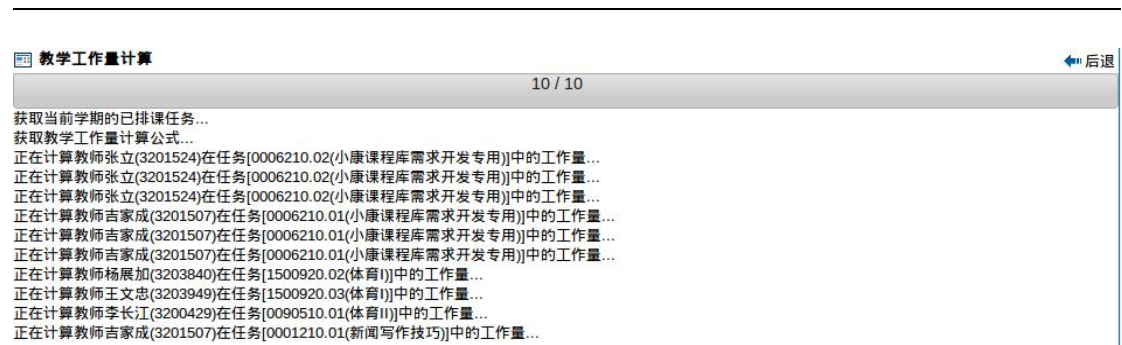 教学工作量计算
后退
10 / 10
获取当前学期的已排课任务...
获取教学工作量计算公式...
正在计算教师张立(3201524)在任务[0006210.02(小康课程库需求开发专用)]中的工作量...
正在计算教师张立(3201524)在任务[0006210.02(小康课程库需求开发专用)]中的工作量...
正在计算教师张立(3201524)在任务[0006210.02(小康课程库需求开发专用)]中的工作量...
正在计算教师吉家成(3201507)在任务[0006210.01(小康课程库需求开发专用)]中的工作量...
正在计算教师吉家成(3201507)在任务[0006210.01(小康课程库需求开发专用)]中的工作量...
正在计算教师吉家成(3201507)在任务[0006210.01(小康课程库需求开发专用)]中的工作量...
正在计算教师杨展加(3203840)在任务[1500920.02(体育I)]中的工作量...
正在计算教师王文忠(3203949)在任务[1500920.03(体育I)]中的工作量...
正在计算教师李长江(3200429)在任务[0090510.01(体育II)]中的工作量...
正在计算教师吉家成(3201507)在任务[0001210.01(新闻写作技巧)]中的工作量...